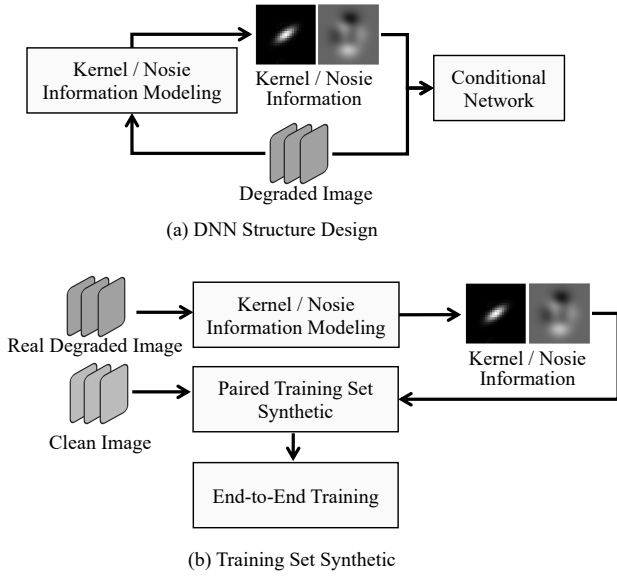 Kernel / Nosie
Information Modeling
Kernel / Nosie
Information
Conditional
Network
Degraded Image
(a) DNN Structure Design
Real Degraded Image
Kernel / Nosie
Information Modeling
Kernel / Nosie
Information
Clean Image
Paired Training Set
Synthetic
End-to-End Training
(b) Training Set Synthetic